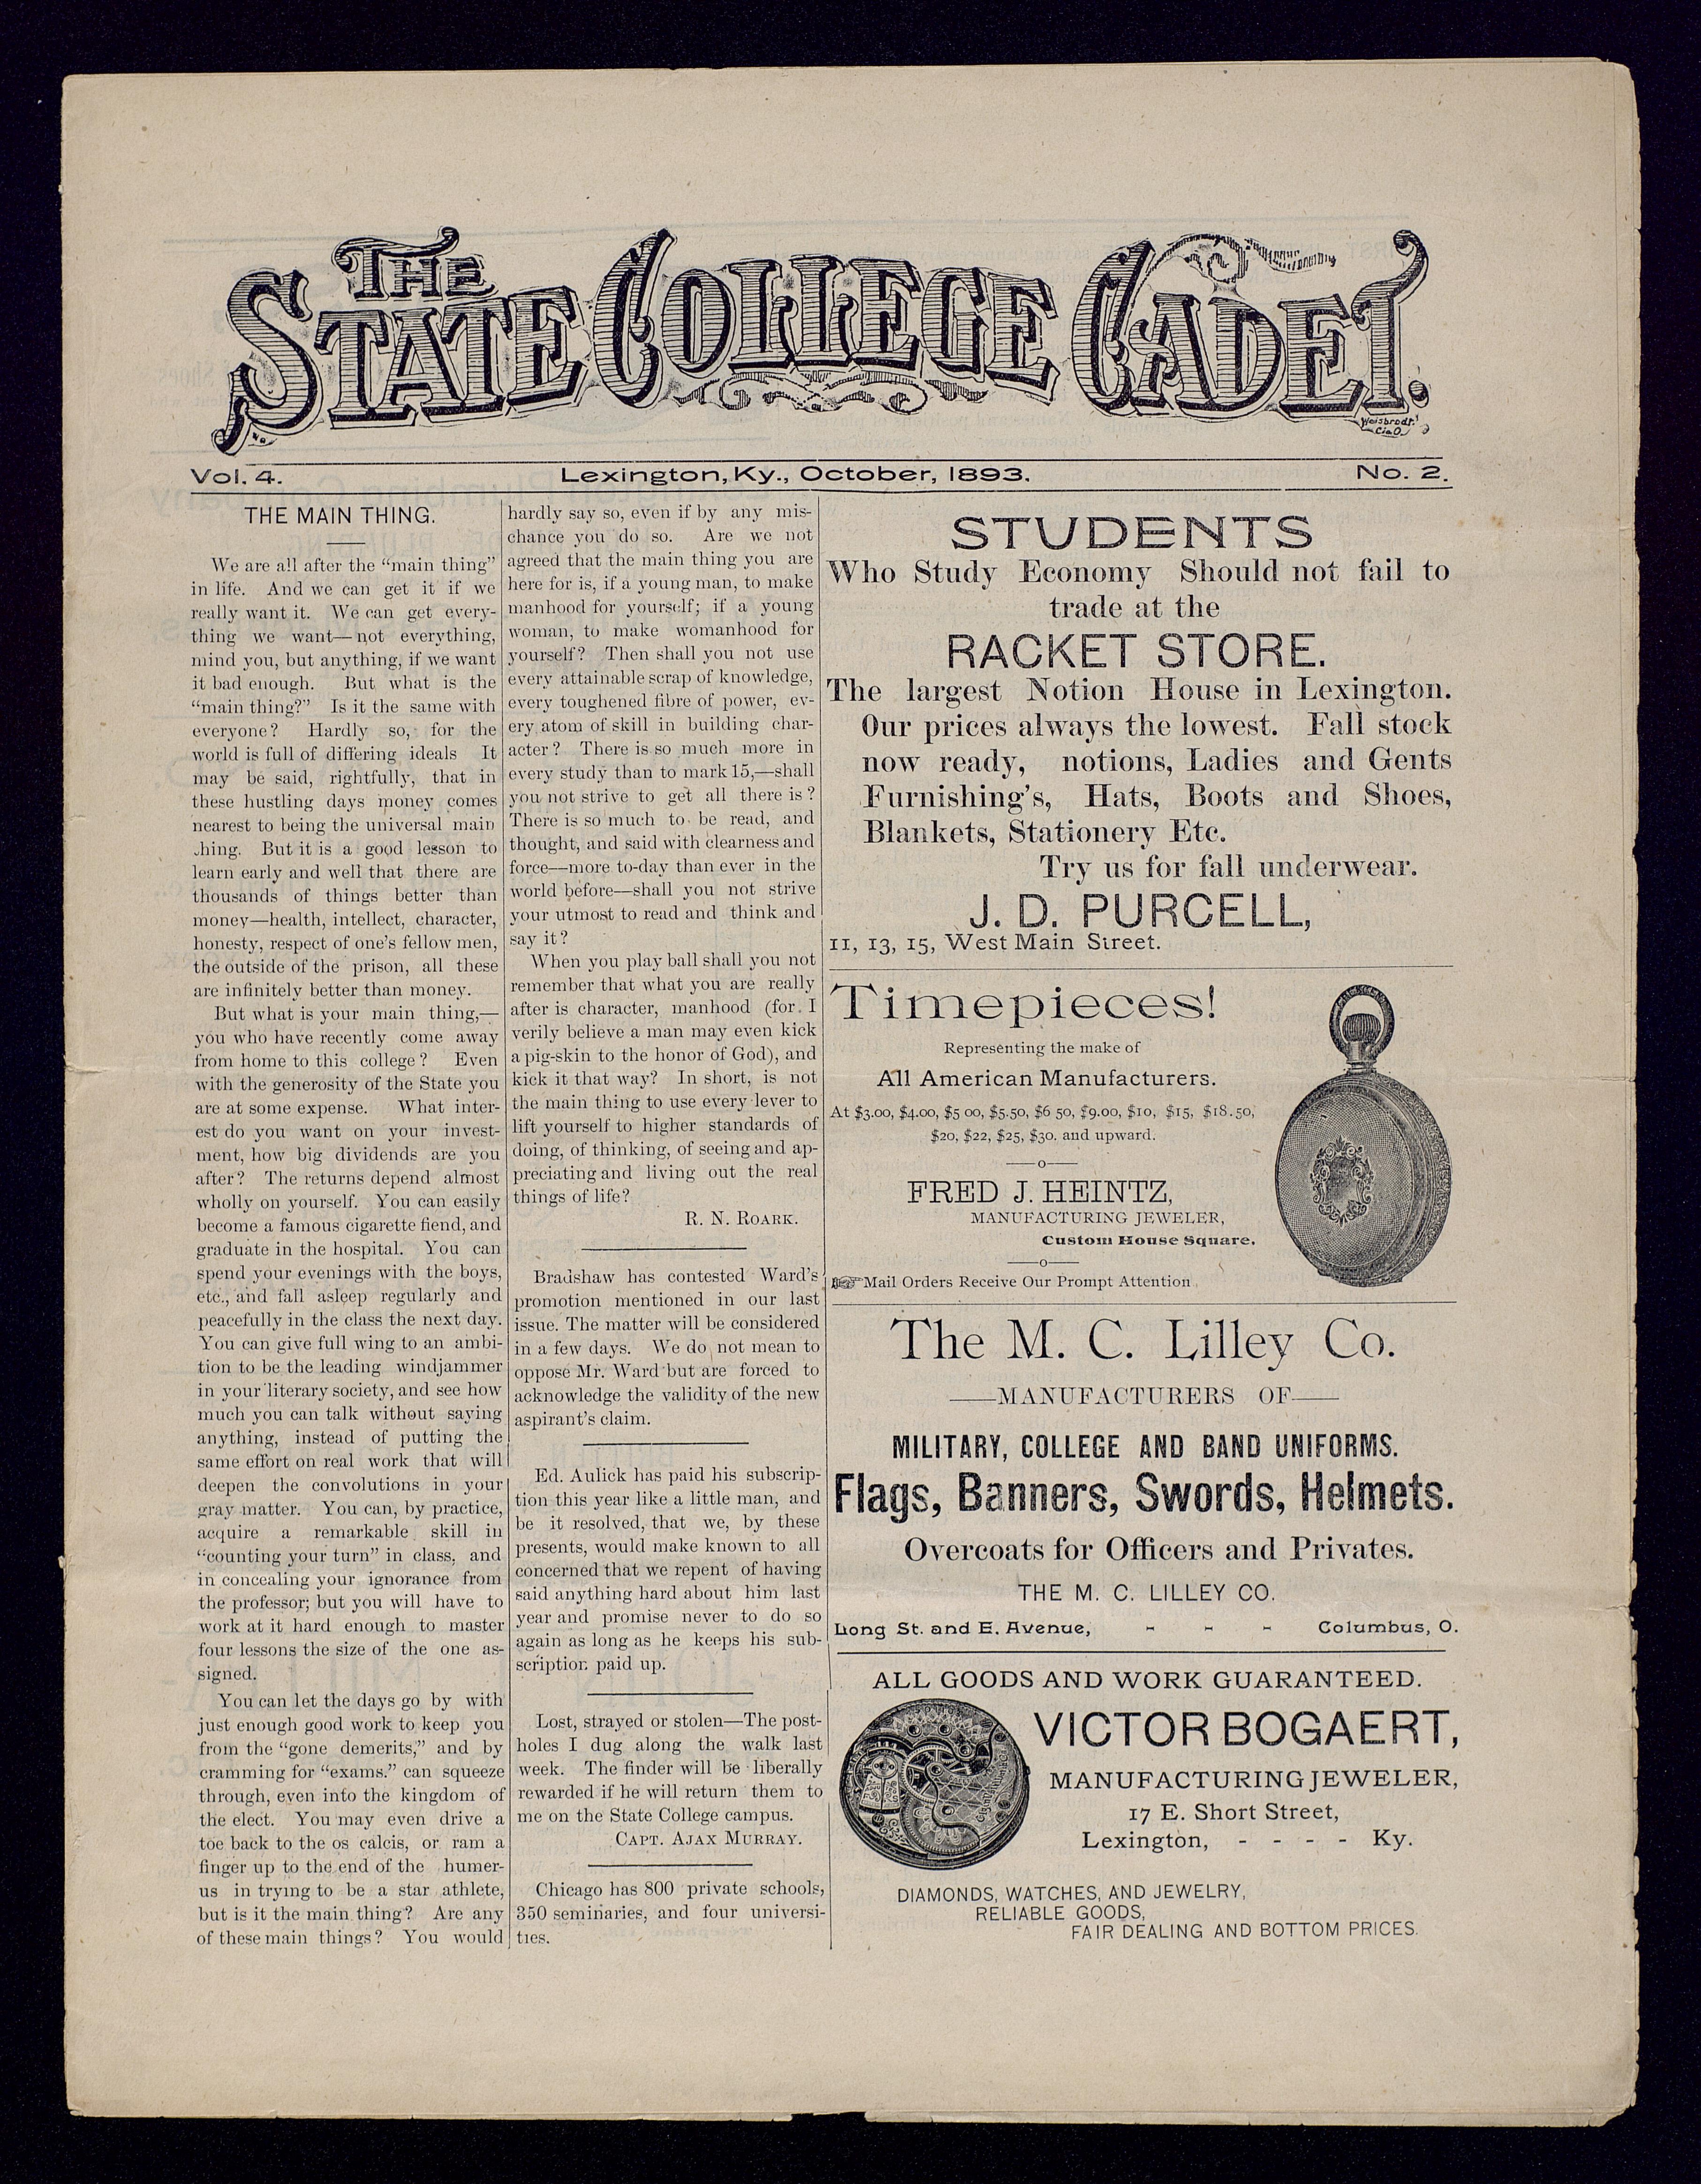 THE
STATE COLLEGE CADET.
Weisbrodt.
Cin O.
Vol. 4.
Lexington, Ky., October, 1893.
No. 2.
THE MAIN THING.
We are all after the “main thing”
in life. And we can get it if we
really want it. We can get every-
thing we want—not everything,
mind you, but anything, if we want
it bad enough. But what is the
“main thing?” Is it the same with
everyone? Hardly so, for the
world is full of differing ideals It
may be said, rightfully, that in
these hustling days money comes
nearest to being the universal main
thing. But it is a good lesson to
learn early and well that there are
thousands of things better than
money—health, intellect, character,
honesty, respect of one's fellow men,
the outside of the prison, all these
are infinitely better than money.
But what is your main thing,—
you who have recently come away
from home to this college? Even
with the generosity of the State you
are at some expense. What inter-
est do you want on your invest-
ment, how big dividends are you
after? The returns depend almost
wholly on yourself. You can easily
become a famous cigarette fiend, and
graduate in the hospital. You can
spend your evenings with the boys,
etc., and fall asleep regularly and
peacefully in the class the next day.
You can give full wing to an ambi-
tion to be the leading windjammer
in your literary society, and see how
much you can talk without saying
anything, instead of putting the
same effort on real work that will
deepen the convolutions in your
gray matter. You can, by practice,
acquire a remarkable skill in
“counting your turn” in class, and
in concealing your ignorance from
the professor; but you will have to
work at it hard enough to master
four lessons the size of the one as-
signed.
You can let the days go by with
just enough good work to keep you
from the “gone demerits,” and by
cramming for “exams.” can squeeze
through, even into the kingdom of
the elect. You may even drive a
toe back to the os calcis, or ram a
finger up to the end of the humer-
us in trying to be a star athlete,
but is it the main thing? Are any
of these main things? You would
hardly say so, even if by any mis-
chance you do so. Are we not
agreed that the main thing you are
here for is, if a young man, to make
manhood for yourself; if a young
woman, to make womanhood for
yourself? Then shall you not use
every attainable scrap of knowledge,
every toughened fibre of power, ev-
ery atom of skill in building char-
acter? There is so much more in
every study than to mark 15,—shall
you not strive to get all there is?
There is so much to be read, and
thought, and said with clearness and
force—more to-day than ever in the
world before—shall you not strive
your utmost to read and think and
say it?
When you play ball shall you not
remember that what you are really
after is character, manhood (for I
verily believe a man may even kick
a pig-skin to the honor of God), and
kick it that way? In short, is not
the main thing to use every lever to
lift yourself to higher standards of
doing, of thinking, of seeing and ap-
preciating and living out the real
things of life?
R. N. ROARK.
Bradshaw has contested Ward's
promotion mentioned in our last
issue. The matter will be considered
in a few days. We do not mean to
oppose Mr. Ward but are forced to
acknowledge the validity of the new
aspirant's claim.
Ed. Aulick has paid his subscrip-
tion this year like a little man, and
be it resolved, that we, by these
presents, would make known to all
concerned that we repent of having
said anything hard about him last
year and promise never to do so
again as long as he keeps his sub-
scription paid up.
Lost, strayed or stolen—The post-
holes I dug along the walk last
week. The finder will be liberally
rewarded if he will return them to
me on the State College campus.
CAPT. AJAX MURRAY.
Chicago has 800 private schools,
350 seminaries, and four universi-
ties.
STUDENTS
Who Study Economy Should not fail to
trade at the
RACKET STORE.
The largest Notion House in Lexington.
Our prices always the lowest. Fall stock
now ready, notions, Ladies and Gents
Furnishing's, Hats, Boots and Shoes,
Blankets, Stationery Etc.
Try us for fall underwear.
J. D. PURCELL,
11, 13, 15, West Main Street.
Timepieces!
Representing the make of
All American Manufacturers.
At $3.00, $4.00, $5 00, $5.50, $6 50, $9.00, $10, $15, $18.50,
$20, $22, $25, $30. and upward.
—o—
FRED J. HEINTZ,
MANUFACTURING JEWELER,
Custom House Square.
—o—
☞Mail Orders Receive Our Prompt Attention
The M. C. Lilley Co.
—MANUFACTURERS OF—
MILITARY, COLLEGE AND BAND UNIFORMS.
Flags, Banners, Swords, Helmets.
Overcoats for Officers and Privates.
THE M. C. LILLEY CO.
Long St. and E. Avenue, - - - Columbus, O.
ALL GOODS AND WORK GUARANTEED.
VICTOR BOGAERT,
MANUFACTURING JEWELER,
17 E. Short Street,
Lexington, - - - - Ky.
DIAMONDS, WATCHES, AND JEWELRY,
RELIABLE GOODS,
FAIR DEALING AND BOTTOM PRICES.